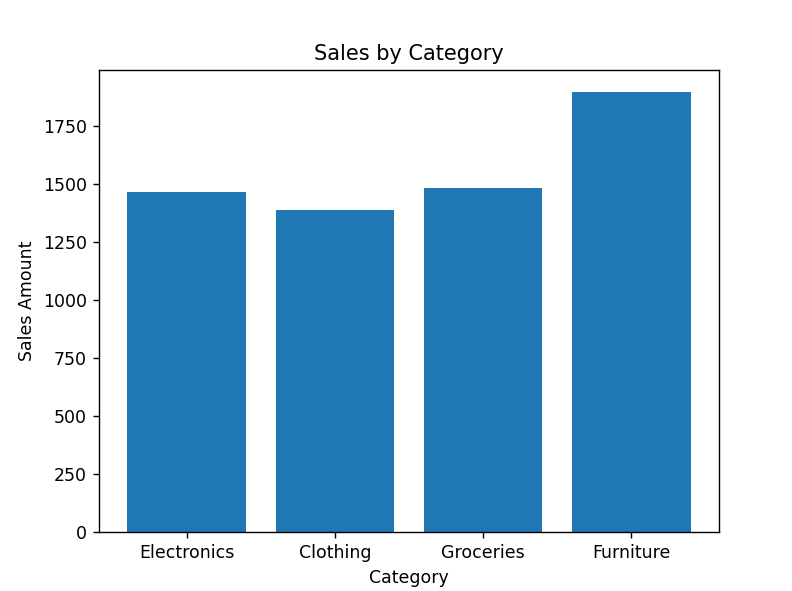 Sales by Category
Sales Amount
1750
1500
1250
1000
750
500
250
0
Electronics Clothing Groceries Furniture
Category